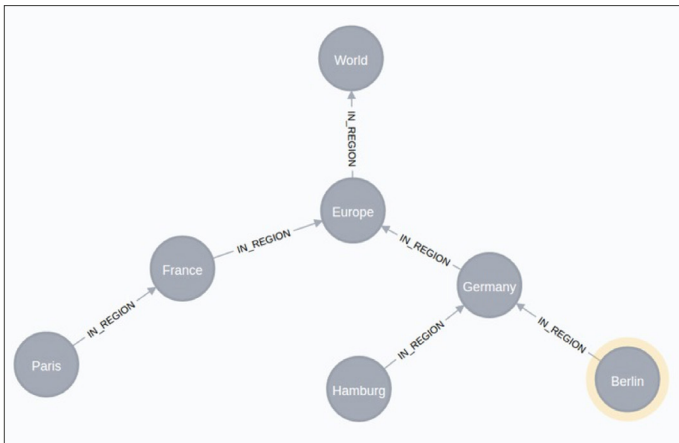 World
IN_REGION
Europe
IN_REGION
IN_REGION
France
Germany
IN_REGION
IN_REGION
IN_REGION
Paris
Hamburg
Berlin